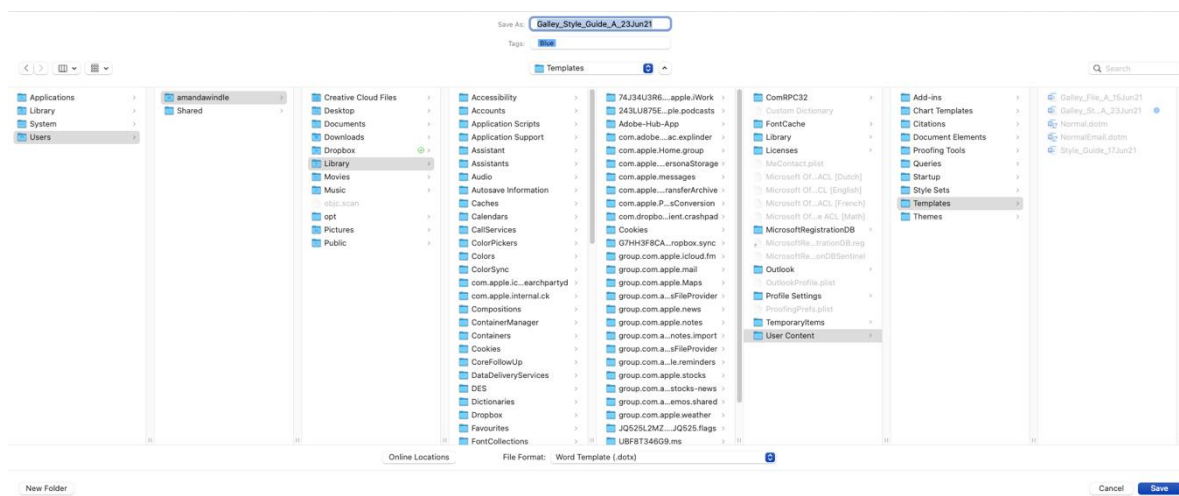 Save As: Galley_Style_Guide_A_23Jun21
Tags: Blue
Templates
Search
Applications
Library
System
Users
amandawindle
Shared
Creative Cloud Files
Desktop
Documents
Downloads
Dropbox
Library
Movies
Music
objc.scan
opt
Pictures
Public
Accessibility
Accounts
Application Scripts
Application Support
Assistant
Assistants
Audio
Autosave Information
Caches
Calendars
CallServices
ColorPickers
Colors
ColorSync
com.apple.ic...earchpartyd
com.apple.internal.ck
Compositions
ContainerManager
Containers
Cookies
CoreFollowUp
DataDeliveryServices
DES
Dictionaries
Dropbox
Favourites
FontCollections
74J34U3R6....apple.iWork
243LU875E...ple.podcasts
Adobe-Hub-App
com.adobe....ac.explinder
com.apple.Home.group
com.apple....ersonaStorage
com.apple.messages
com.apple....ransferArchive
com.apple.P...sConversion
com.dropbo...ient.crashpad
Cookies
G7HH3F8CA...ropbox.sync
group.com.apple.icloud.fm
group.com.apple.mail
group.com.apple.Maps
group.com.a...sFileProvider
group.com.apple.news
group.com.apple.notes
group.com.a...notes.import
group.com.a...sFileProvider
group.com.a...le.reminders
group.com.apple.stocks
group.com.a...stocks-news
group.com.a...emos.shared
group.com.apple.weather
JQ525L2MZ....JQ525.flags
UBF8T346G9.ms
ComRPC32
Custom Dictionary
FontCache
Library
Licenses
MeContact.plist
Microsoft Of...ACL [Dutch]
Microsoft Of...CL [English]
Microsoft Of...ACL [French]
Microsoft Of...e ACL [Math]
MicrosoftRegistrationDB
MicrosoftRe...trationDB.reg
MicrosoftRe...onDBSentinel
Outlook
OutlookProfile.plist
Profile Settings
ProofingPrefs.plist
TemporaryItems
User Content
Add-ins
Chart Templates
Citations
Document Elements
Proofing Tools
Queries
Startup
Style Sets
Templates
Themes
Galley_File_A_15Jun21
Galley_St...A_23Jun21
Normal.dotm
NormalEmail.dotm
Style_Guide_17Jun21
Online Locations
File Format: Word Template (.dotx)
New Folder
Cancel
Save